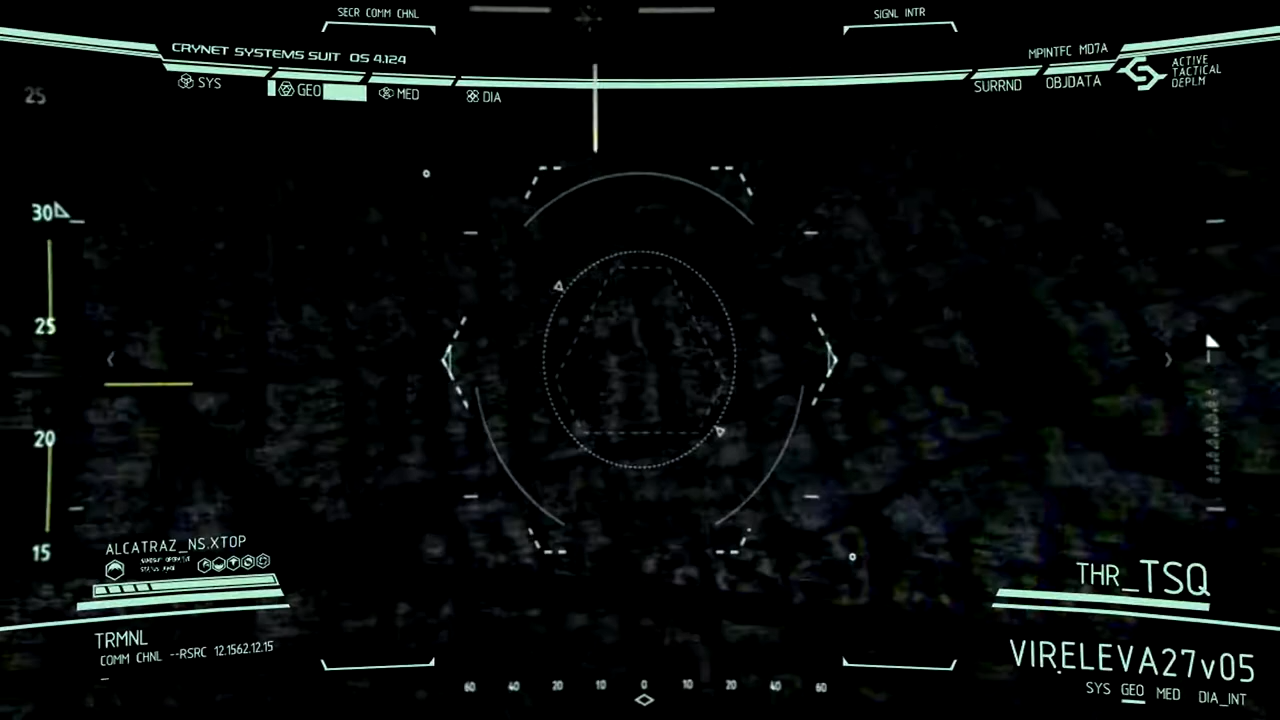 SECR COMM CHNL
SIGNL INTR
CRYNET SYSTEMS SUIT OS 4.124
MPINTFC MD7A
SYS
GEO
MED
DIA
SURRND
OBJDATA
ACTIVE
TACTICAL
DEPLM
25
30
25
20
15
ALCATRAZ_NS.XTOP
THR_TSQ
TRMNL
COMM CHNL --RSRC 12.1562.12.15
_
VIRELEVA27v05
SYS GEO MED DIA_INT
60 40 20 10 0 10 20 40 60